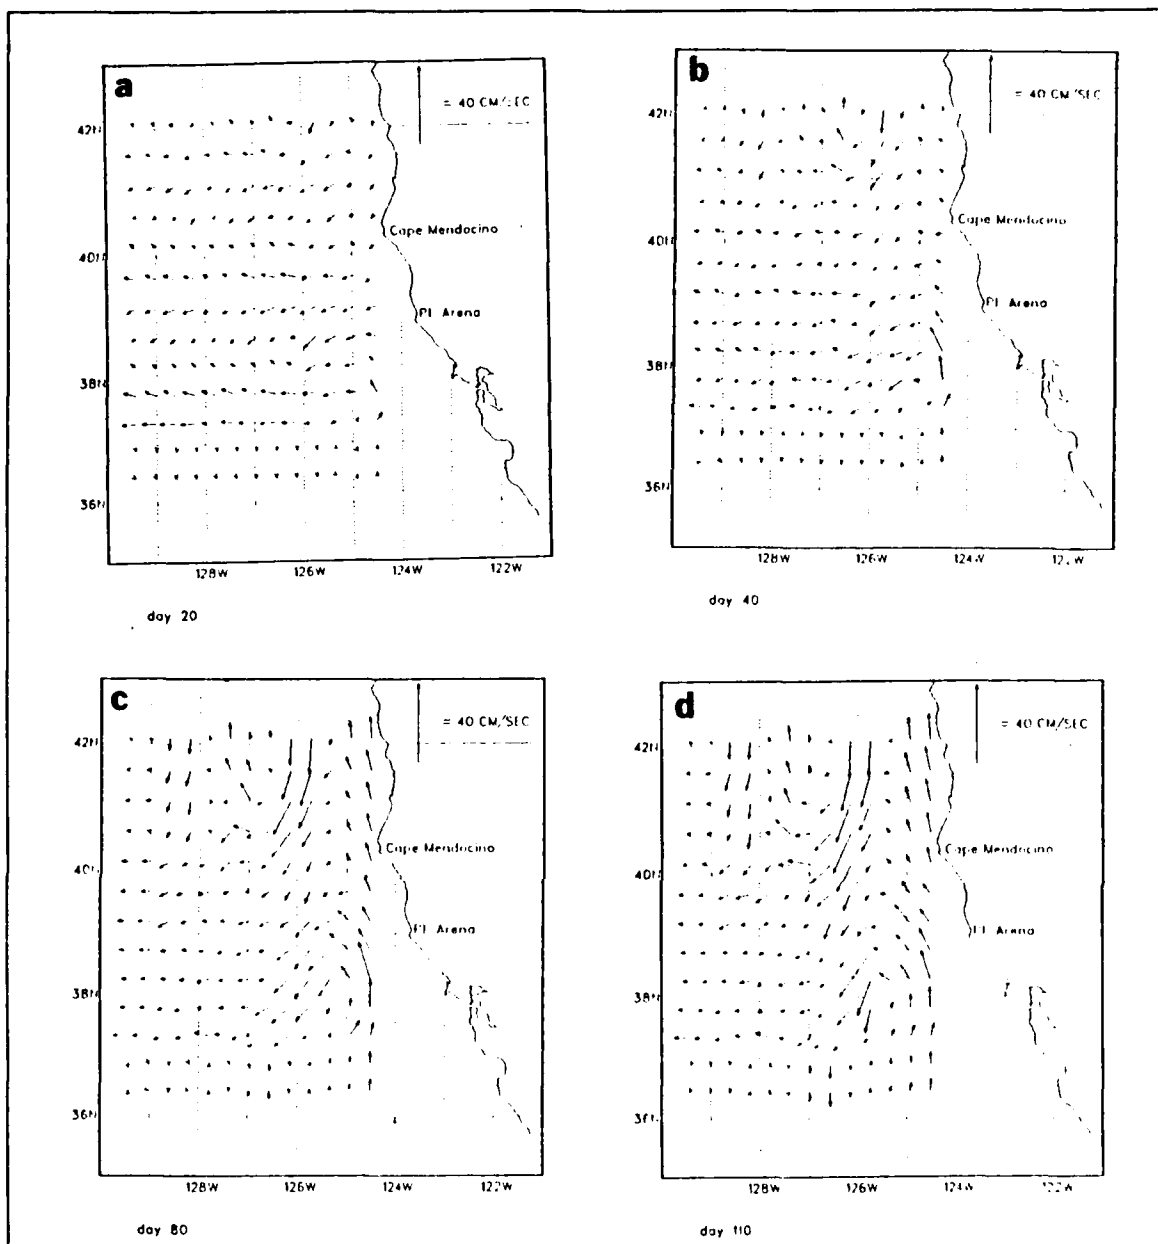 a
= 40 CM/SEC
42N
Cape Mendocino
40N
Pt. Arena
38N
36N
128W 126W 124W 122W
day 20
b
= 40 CM/SEC
42N
Cape Mendocino
40N
Pt. Arena
38N
36N
128W 126W 124W
day 40
c
= 40 CM/SEC
42N
Cape Mendocino
40N
Pt. Arena
38N
36N
128W 126W 124W 122W
day 80
d
= 40 CM/SEC
42N
Cape Mendocino
40N
Pt. Arena
38N
36N
128W 126W 124W 122W
day 110